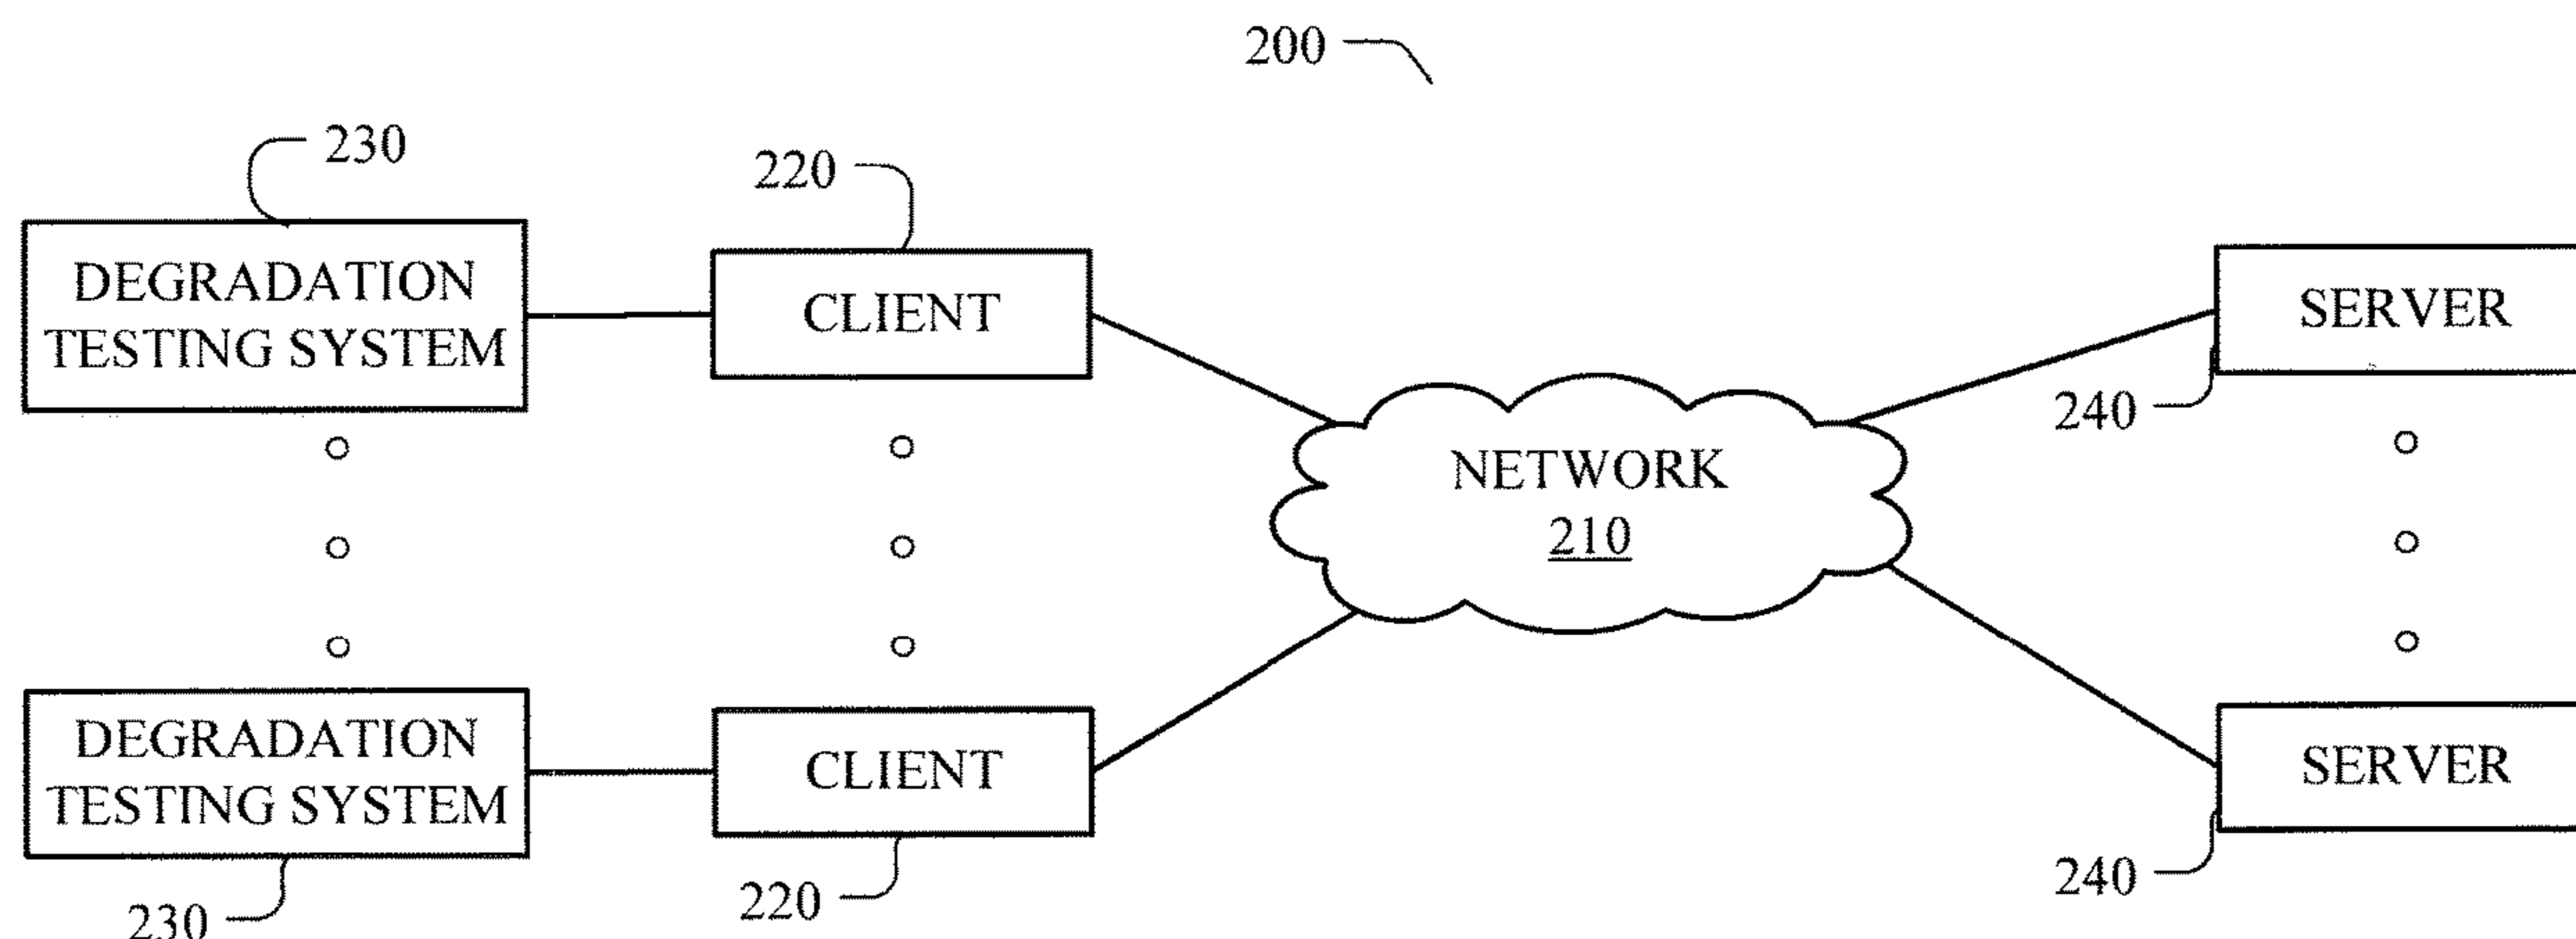 200
230
220
DEGRADATION
TESTING SYSTEM
CLIENT
SERVER
240
NETWORK
210
DEGRADATION
TESTING SYSTEM
CLIENT
SERVER
230
220
240